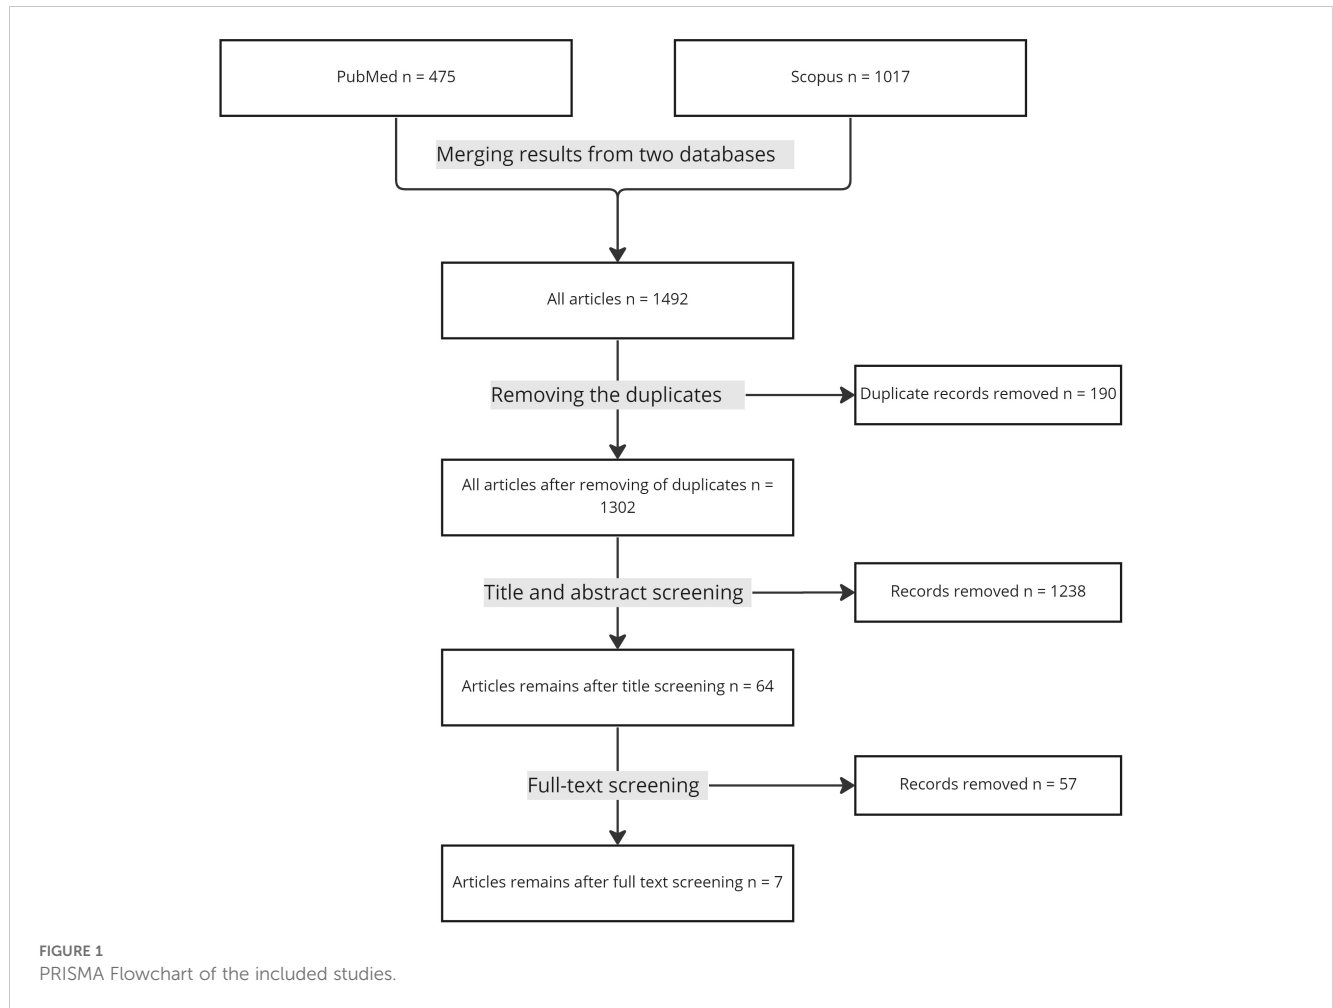 PubMed n = 475
Scopus n = 1017
Merging results from two databases
All articles n = 1492
Removing the duplicates
Duplicate records removed n = 190
All articles after removing of duplicates n =
1302
Title and abstract screening
Records removed n = 1238
Articles remains after title screening n = 64
Full-text screening
Records removed n = 57
Articles remains after full text screening n = 7
FIGURE 1
PRISMA Flowchart of the included studies.